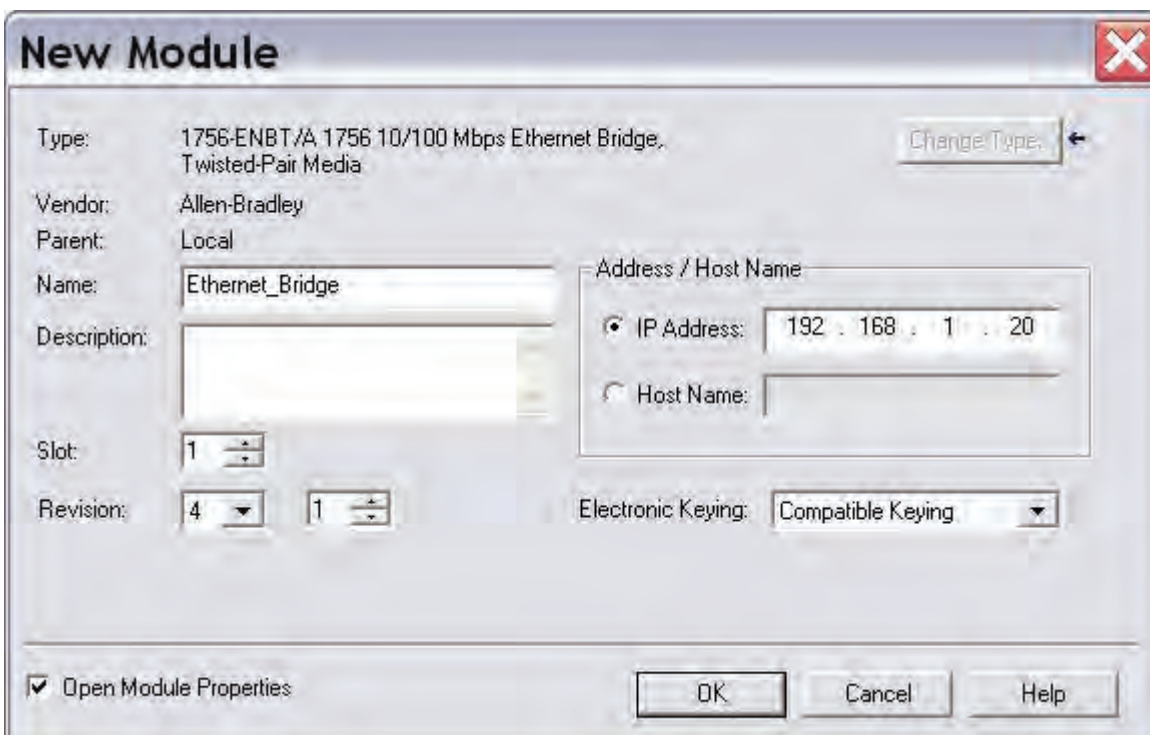 New Module
Type: 1756-ENBT/A 1756 10/100 Mbps Ethernet Bridge,
Twisted-Pair Media
Change Type...
Vendor: Allen-Bradley
Parent: Local
Name: Ethernet_Bridge
Address / Host Name
IP Address: 192 . 168 . 1 . 20
Description:
Host Name:
Slot: 1
Revision: 4 1
Electronic Keying: Compatible Keying
Open Module Properties
OK Cancel Help